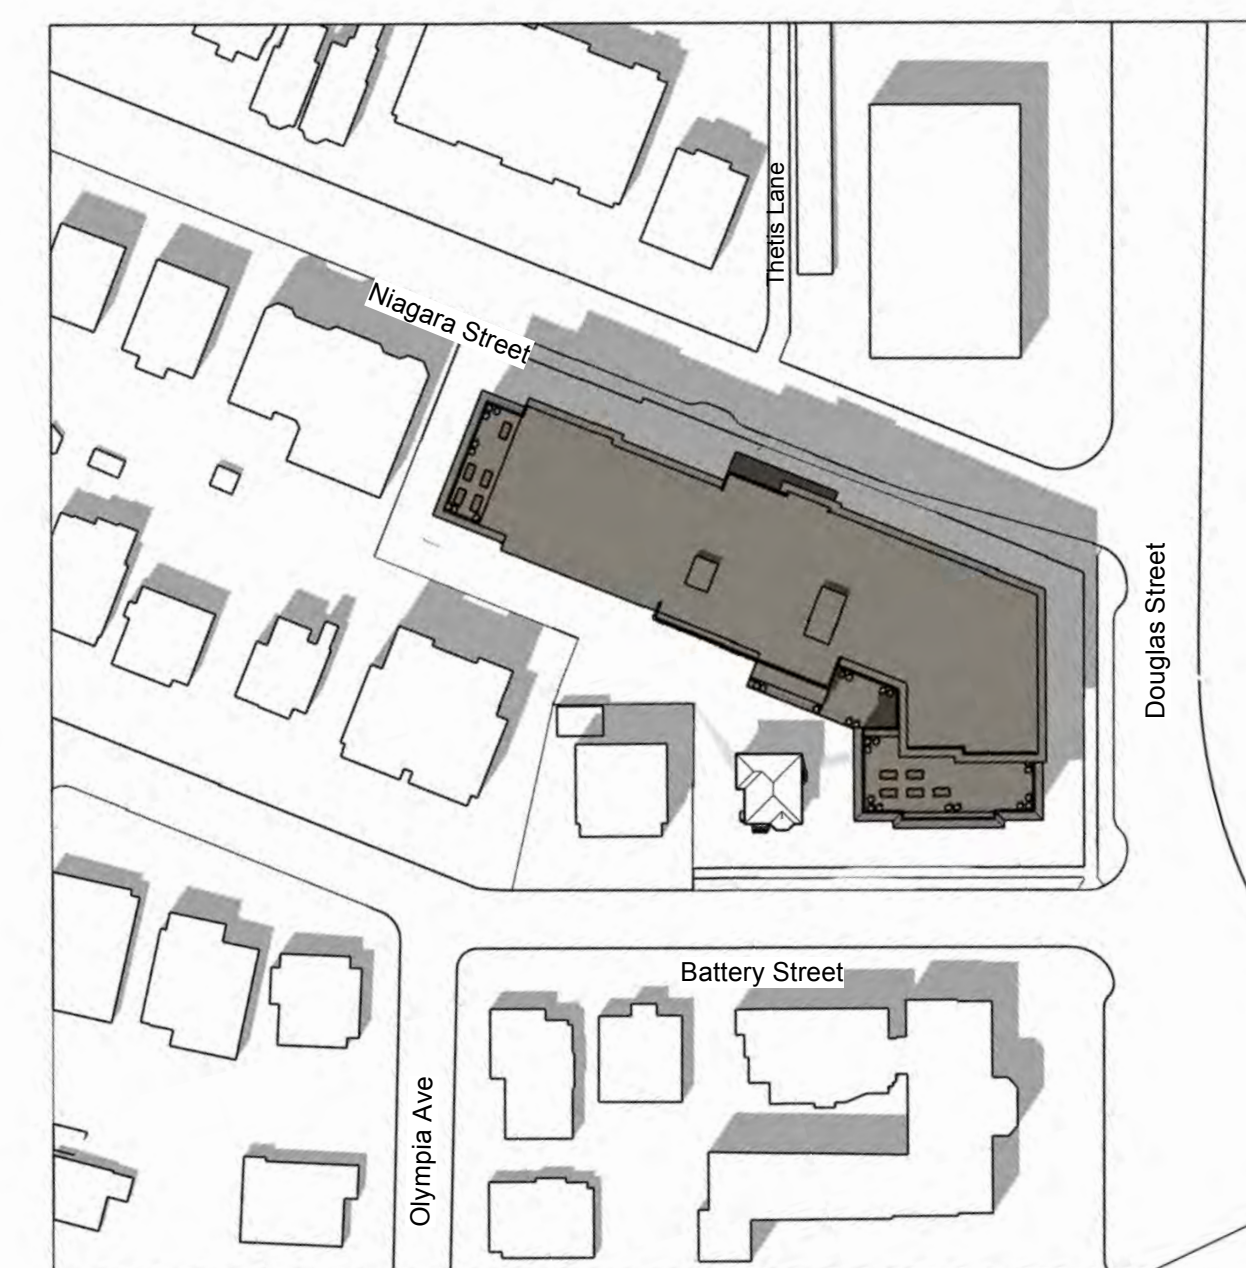 Thetis Lane
Niagara Street
Douglas Street
Battery Street
Olympia Ave